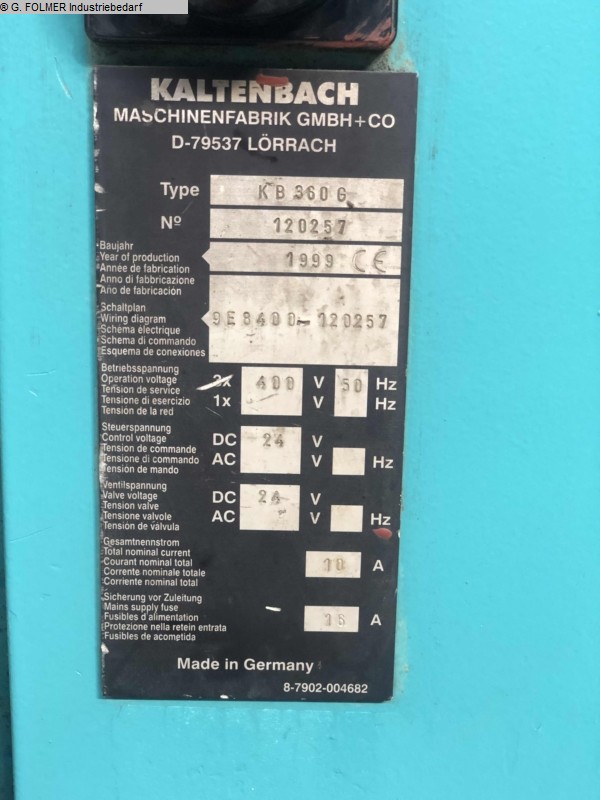 © G. FOLMER Industriebedarf
KALTENBACH
MASCHINENFABRIK GMBH+CO
D-79537 LÖRRACH
Type KB 360 G
Nº 120257
Baujahr
Year of production
Année de fabrication
Anno di fabbricazione
Ano de fabricación
1999 CE
Schaltplan
Wiring diagram
Schéma électrique
Schema di commando
Esquema de conexiones
9E8400-120257
Betriebsspannung
Operation voltage
Tension de service
Tensione di esercizio
Tensión de la red
3x 400 V 50 Hz
1x V Hz
Steuerspannung
Control voltage
Tension de commande
Tensione di commando
Tensión de mando
DC 24 V
AC V Hz
Ventilspannung
Valve voltage
Tension valve
Tensione valvole
Tensión de válvula
DC 24 V
AC V Hz
Gesamtnennstrom
Total nominal current
Courant nominal total
Corrente nominale totale
Corriente nominal total
10 A
Sicherung vor Zuleitung
Mains supply fuse
Fusibles d'alimentation
Protezione nella retein entrata
Fusibles de acometida
16 A
Made in Germany
8-7902-004682